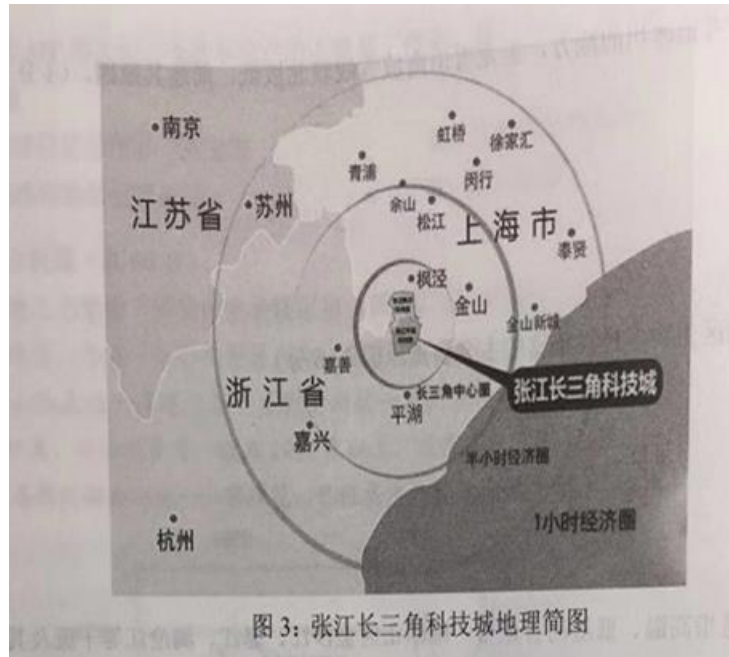 南京
虹桥
徐家汇
青浦
闵行
江苏省
苏州
佘山
松江
上海市
奉贤
枫泾
金山
金山新城
嘉善
浙江省
长三角中心圈
张江长三角科技城
平湖
嘉兴
半小时经济圈
1小时经济圈
杭州
图3:张江长三角科技城地理简图